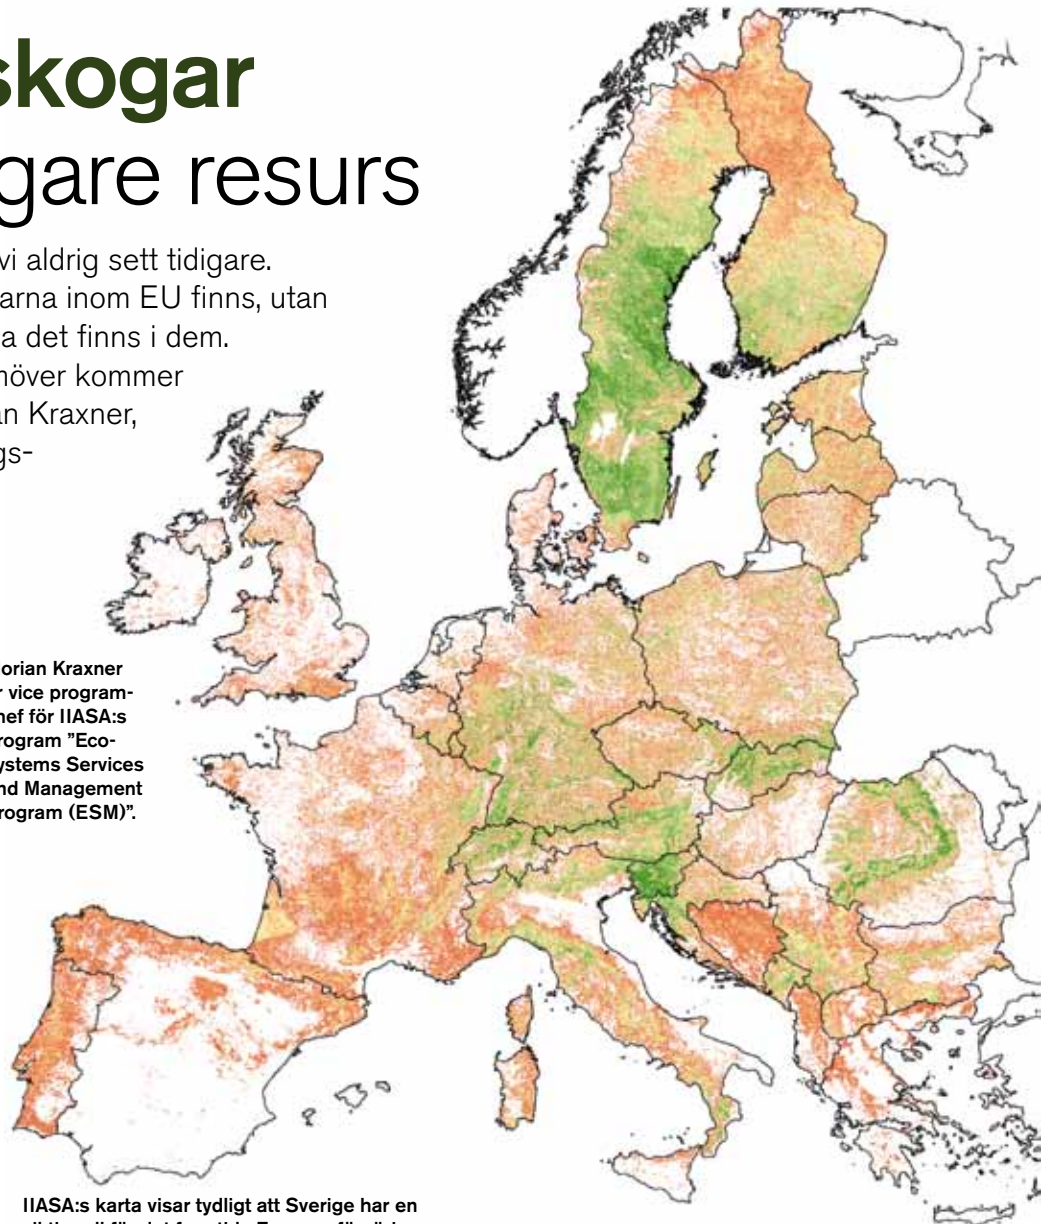 skogar
gare resurs
vi aldrig sett tidigare.
arna inom EU finns, utan
a det finns i dem.
növer kommer
an Kraxner,
gs-
orian Kraxner
r vice program-
hef för IIASA:s
rogram ”Eco-
ystems Services
nd Management
rogram (ESM)”.
IIASA:s karta visar tydligt att Sverige har en